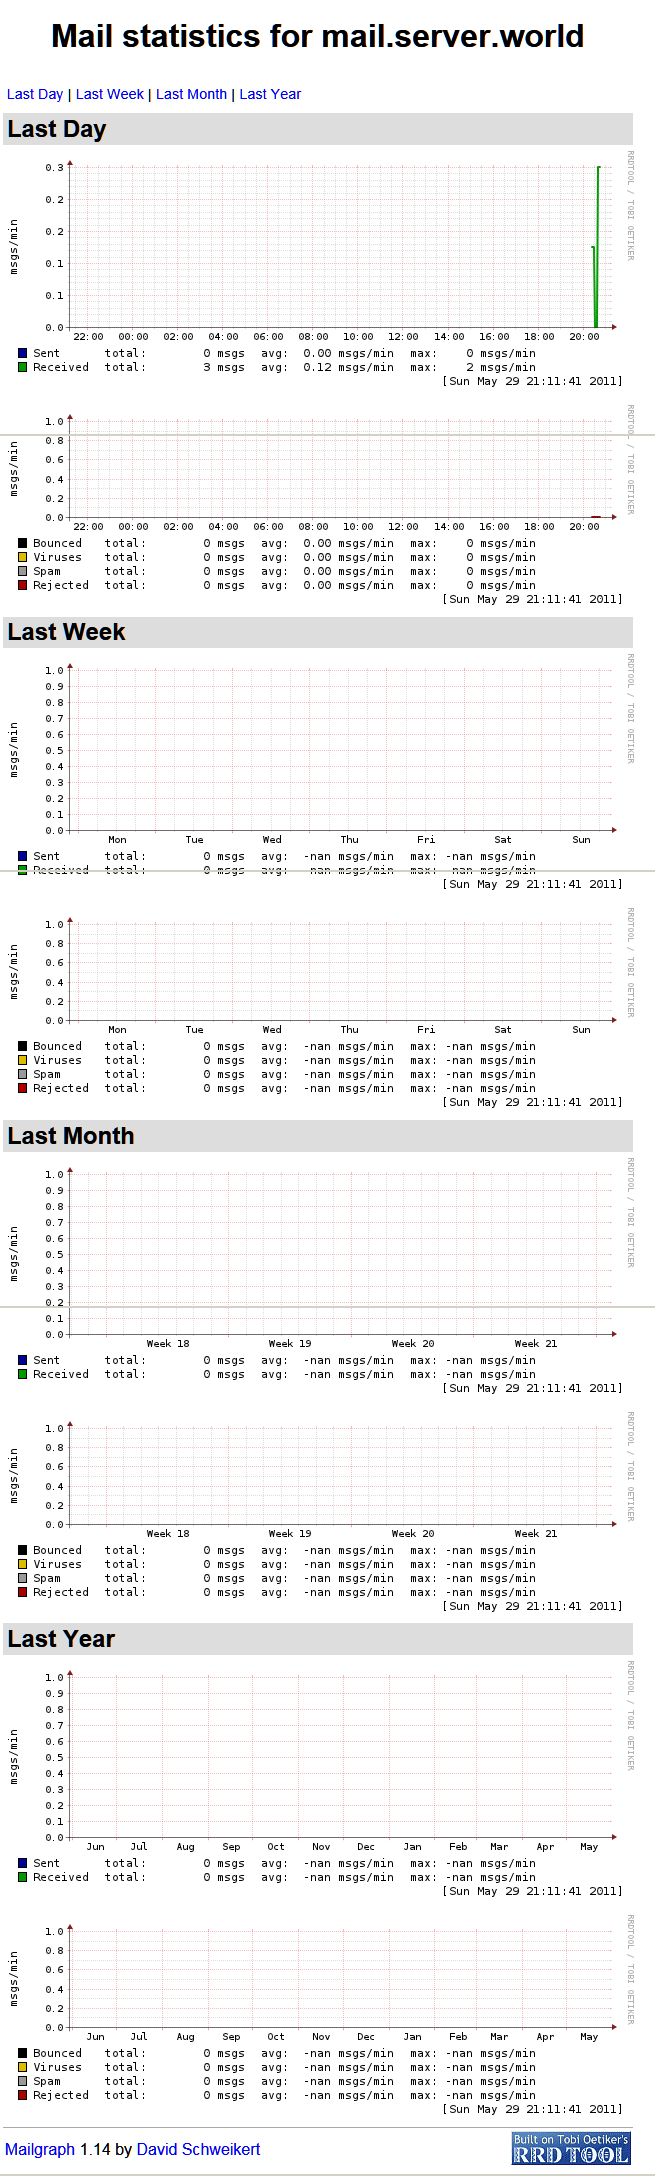 Mail statistics for mail.server.world
Last Day | Last Week | Last Month | Last Year
Last Day
RRDTOOL / TOBI OETIKER
msgs/min
0.3
0.2
0.2
0.1
0.1
0.0
22:00 00:00 02:00 04:00 06:00 08:00 10:00 12:00 14:00 16:00 18:00 20:00
Sent total: 0 msgs avg: 0.00 msgs/min max: 0 msgs/min
Received total: 3 msgs avg: 0.12 msgs/min max: 2 msgs/min
[Sun May 29 21:11:41 2011]
RRDTOOL / TOBI OETIKER
msgs/min
1.0
0.8
0.6
0.4
0.2
0.0
22:00 00:00 02:00 04:00 06:00 08:00 10:00 12:00 14:00 16:00 18:00 20:00
Bounced total: 0 msgs avg: 0.00 msgs/min max: 0 msgs/min
Viruses total: 0 msgs avg: 0.00 msgs/min max: 0 msgs/min
Spam total: 0 msgs avg: 0.00 msgs/min max: 0 msgs/min
Rejected total: 0 msgs avg: 0.00 msgs/min max: 0 msgs/min
[Sun May 29 21:11:41 2011]
Last Week
RRDTOOL / TOBI OETIKER
msgs/min
1.0
0.9
0.8
0.7
0.6
0.5
0.4
0.3
0.2
0.1
0.0
Mon Tue Wed Thu Fri Sat Sun
Sent total: 0 msgs avg: -nan msgs/min max: -nan msgs/min
Received total: 0 msgs avg: -nan msgs/min max: -nan msgs/min
[Sun May 29 21:11:41 2011]
RRDTOOL / TOBI OETIKER
msgs/min
1.0
0.8
0.6
0.4
0.2
0.0
Mon Tue Wed Thu Fri Sat Sun
Bounced total: 0 msgs avg: -nan msgs/min max: -nan msgs/min
Viruses total: 0 msgs avg: -nan msgs/min max: -nan msgs/min
Spam total: 0 msgs avg: -nan msgs/min max: -nan msgs/min
Rejected total: 0 msgs avg: -nan msgs/min max: -nan msgs/min
[Sun May 29 21:11:41 2011]
Last Month
RRDTOOL / TOBI OETIKER
msgs/min
1.0
0.9
0.8
0.7
0.6
0.5
0.4
0.3
0.2
0.1
0.0
Week 18 Week 19 Week 20 Week 21
Sent total: 0 msgs avg: -nan msgs/min max: -nan msgs/min
Received total: 0 msgs avg: -nan msgs/min max: -nan msgs/min
[Sun May 29 21:11:41 2011]
RRDTOOL / TOBI OETIKER
msgs/min
1.0
0.8
0.6
0.4
0.2
0.0
Week 18 Week 19 Week 20 Week 21
Bounced total: 0 msgs avg: -nan msgs/min max: -nan msgs/min
Viruses total: 0 msgs avg: -nan msgs/min max: -nan msgs/min
Spam total: 0 msgs avg: -nan msgs/min max: -nan msgs/min
Rejected total: 0 msgs avg: -nan msgs/min max: -nan msgs/min
[Sun May 29 21:11:41 2011]
Last Year
RRDTOOL / TOBI OETIKER
msgs/min
1.0
0.9
0.8
0.7
0.6
0.5
0.4
0.3
0.2
0.1
0.0
Jun Jul Aug Sep Oct Nov Dec Jan Feb Mar Apr May
Sent total: 0 msgs avg: -nan msgs/min max: -nan msgs/min
Received total: 0 msgs avg: -nan msgs/min max: -nan msgs/min
[Sun May 29 21:11:41 2011]
RRDTOOL / TOBI OETIKER
msgs/min
1.0
0.8
0.6
0.4
0.2
0.0
Jun Jul Aug Sep Oct Nov Dec Jan Feb Mar Apr May
Bounced total: 0 msgs avg: -nan msgs/min max: -nan msgs/min
Viruses total: 0 msgs avg: -nan msgs/min max: -nan msgs/min
Spam total: 0 msgs avg: -nan msgs/min max: -nan msgs/min
Rejected total: 0 msgs avg: -nan msgs/min max: -nan msgs/min
[Sun May 29 21:11:41 2011]
Mailgraph 1.14 by David Schweikert
Built on Tobi Oetiker's
RRDTOOL